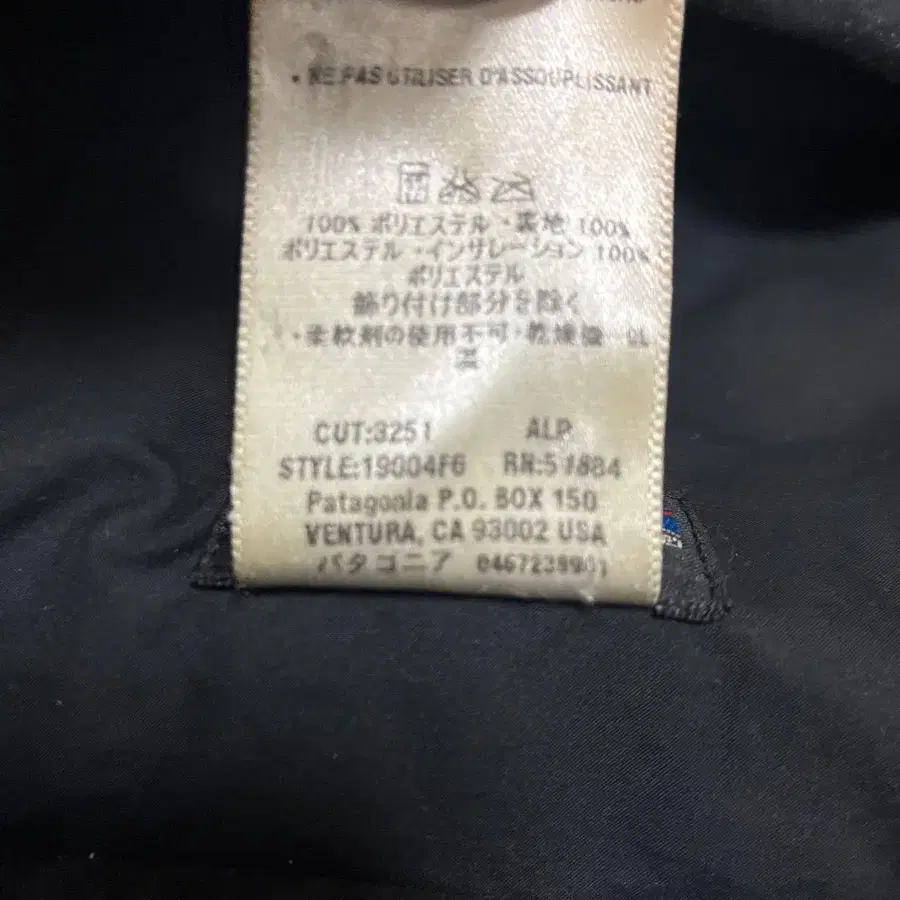 • NE PAS UTILISER D'ASSOUPLISSANT
100% ポリエステル・裏地 100%
ポリエステル・インサレーション 100%
ポリエステル
飾り付け部分を除く
・柔軟剤の使用不可・乾燥機
CUT:3251 ALP
STYLE:19004F6 RN:51884
Patagonia P.O. BOX 150
VENTURA, CA 93002 USA
パタゴニア